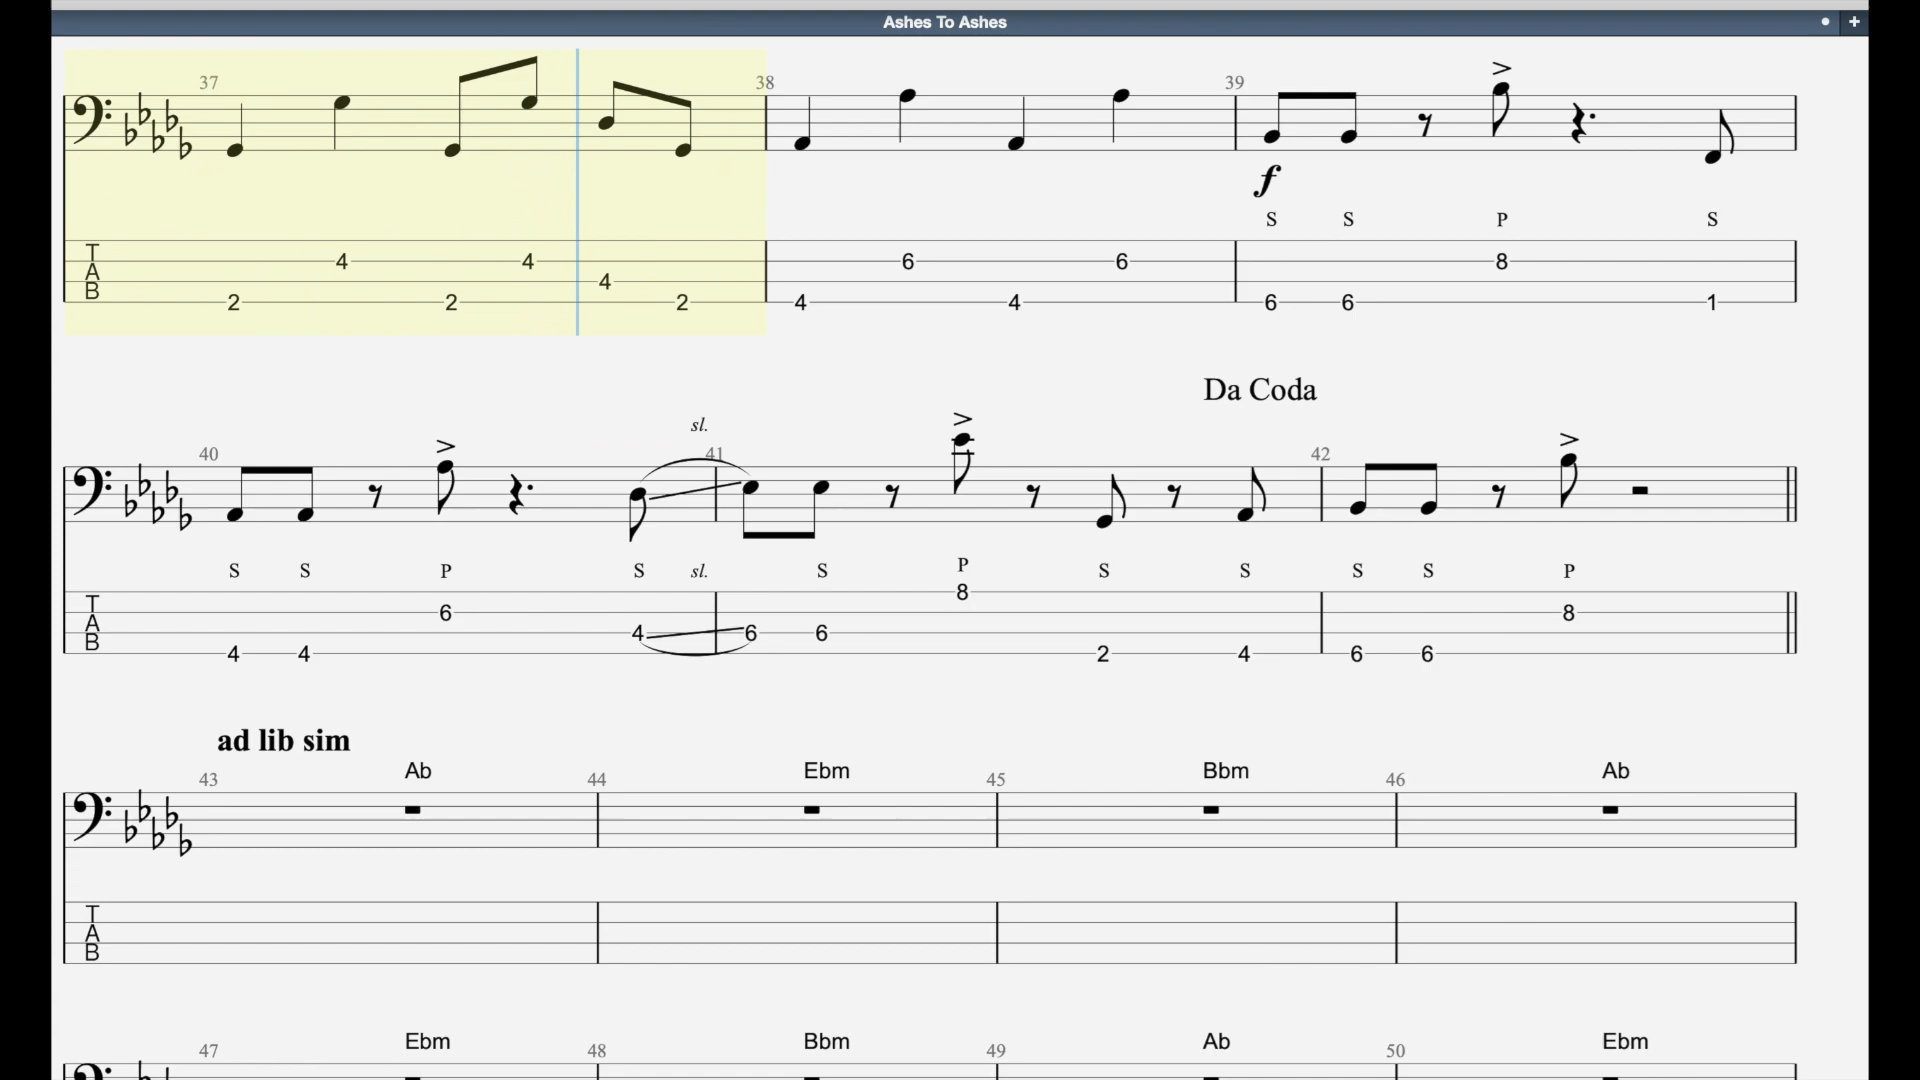 Ashes To Ashes
37 38 39
f
S S P S
T
A
B
4 4 6 6 8
4
2 2 2 4 4 6 6 1
Da Coda
sl.
40 41 42
S S P S sl. S P S S S S P
T
A
B
8
6 8
4 6 6
4 4 2 4 6 6
ad lib sim
Ab Ebm Bbm Ab
43 44 45 46
T
A
B
Ebm Bbm Ab Ebm
47 48 49 50